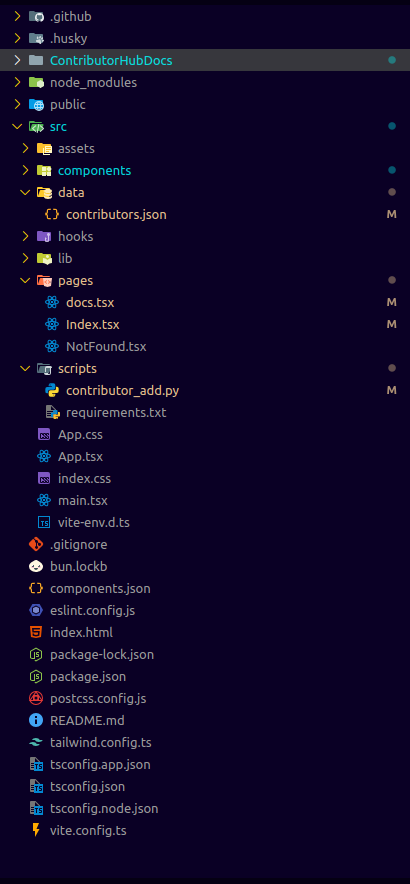 .github
.husky
ContributorHubDocs
node_modules
public
src
assets
components
data
contributors.json M
hooks
lib
pages
docs.tsx M
Index.tsx M
NotFound.tsx
scripts
contributor_add.py M
requirements.txt
App.css
App.tsx
index.css
main.tsx
vite-env.d.ts
.gitignore
bun.lockb
components.json
eslint.config.js
index.html
package-lock.json
package.json
postcss.config.js
README.md
tailwind.config.ts
tsconfig.app.json
tsconfig.json
tsconfig.node.json
vite.config.ts